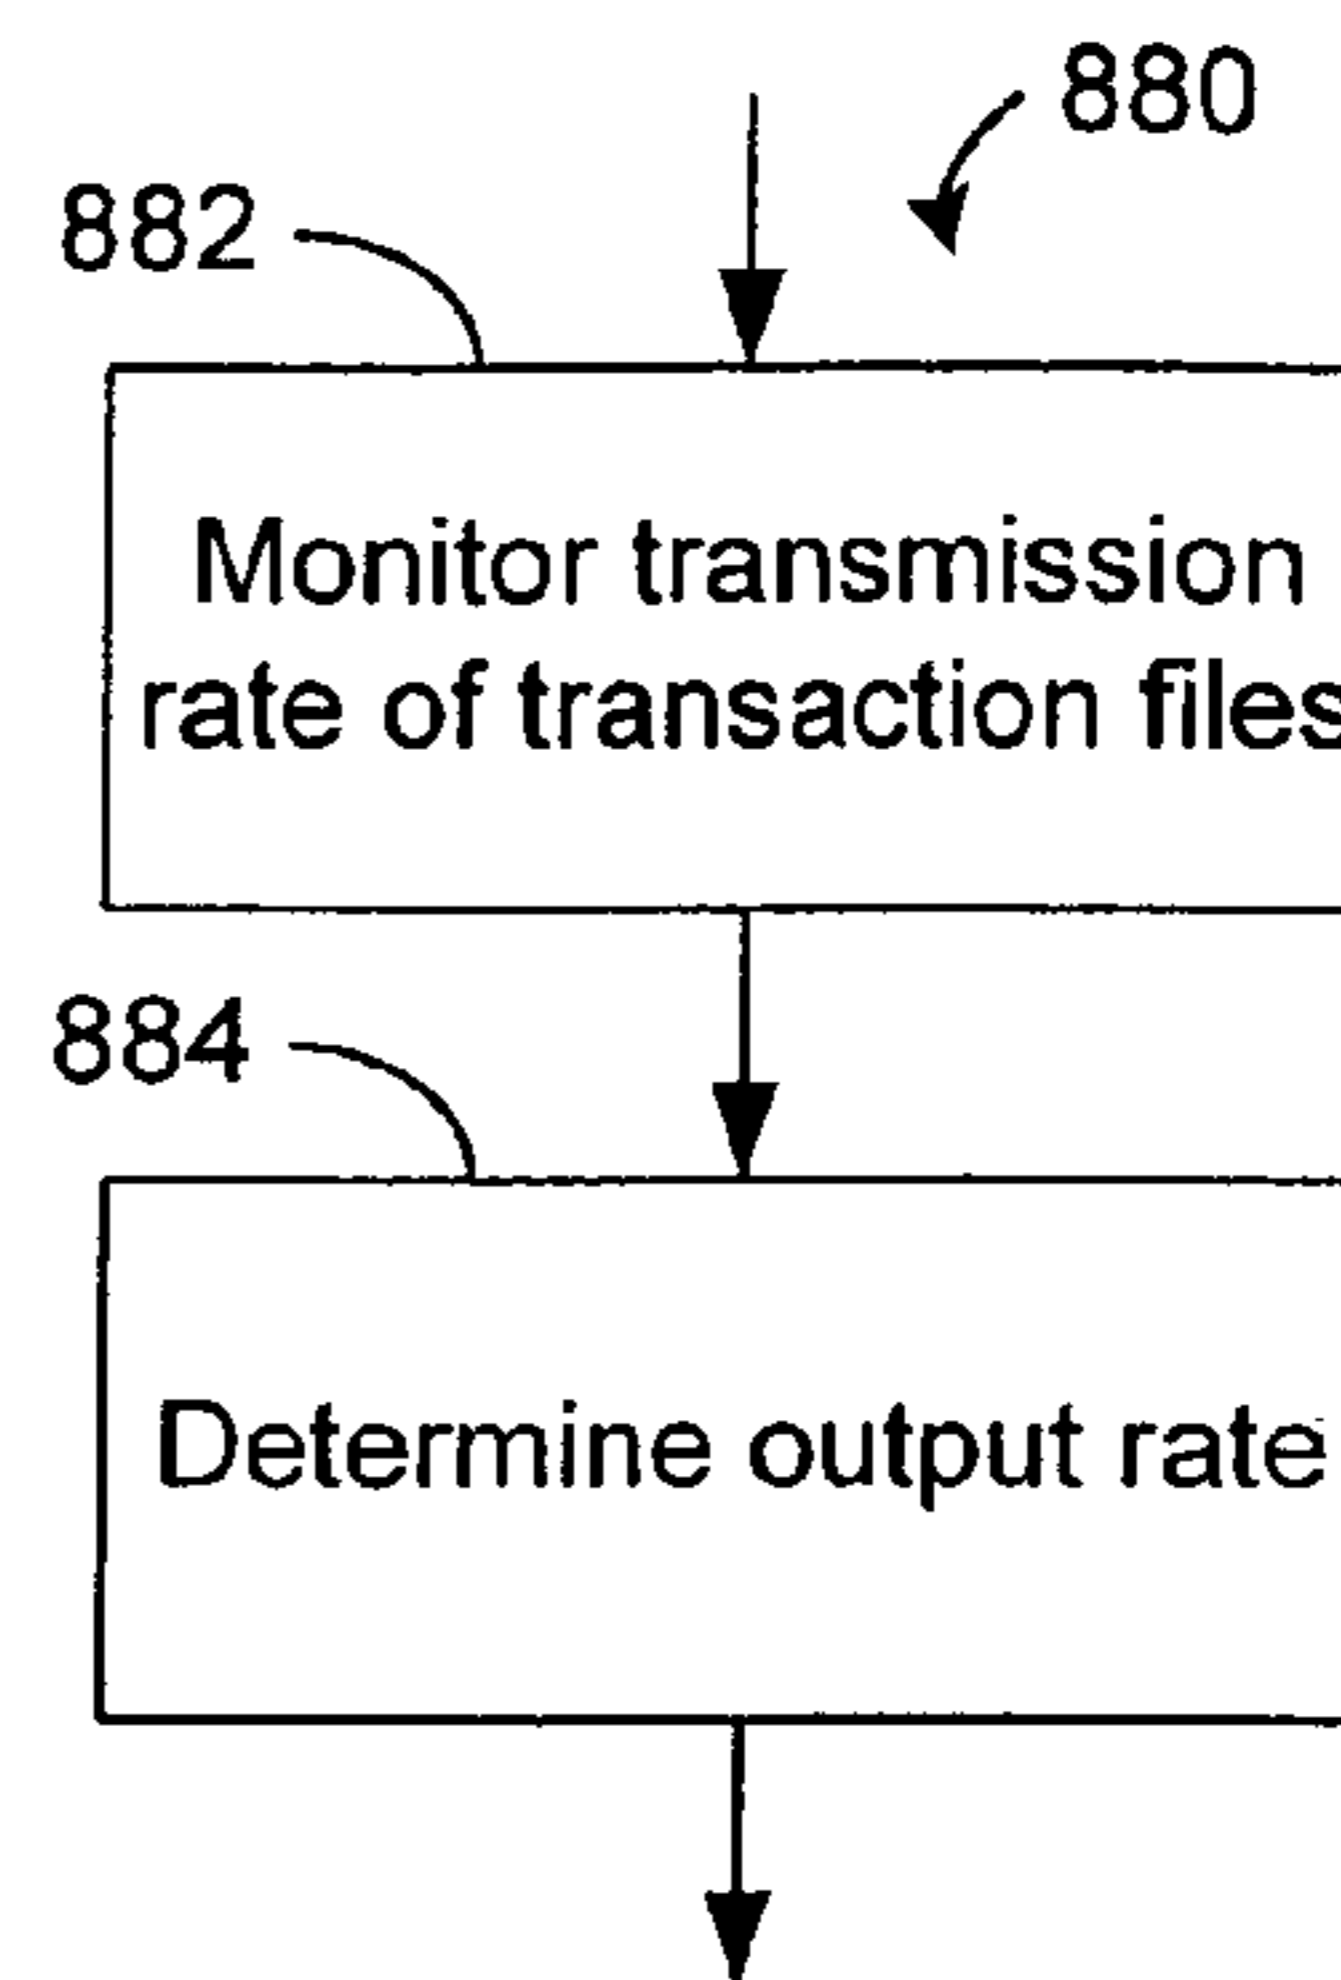 880
882
Monitor transmission
rate of transaction files
884
Determine output rate